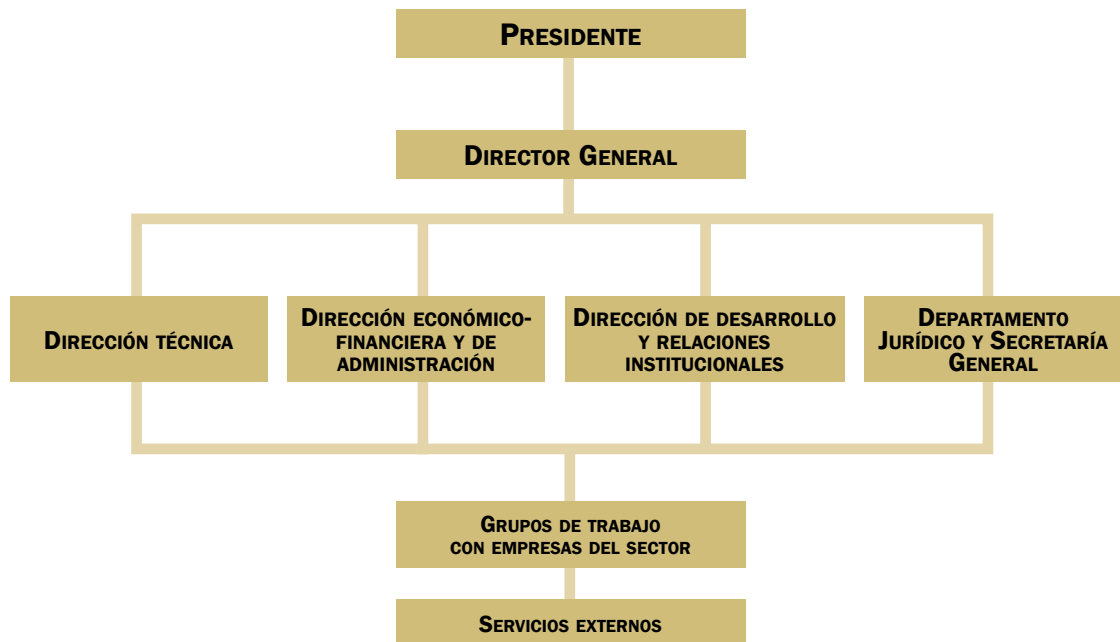 Presidente
Director General
Dirección técnica
Dirección económico-
financiera y de
administración
Dirección de desarrollo
y relaciones
institucionales
Departamento
Jurídico y Secretaría
General
Grupos de trabajo
con empresas del sector
Servicios externos